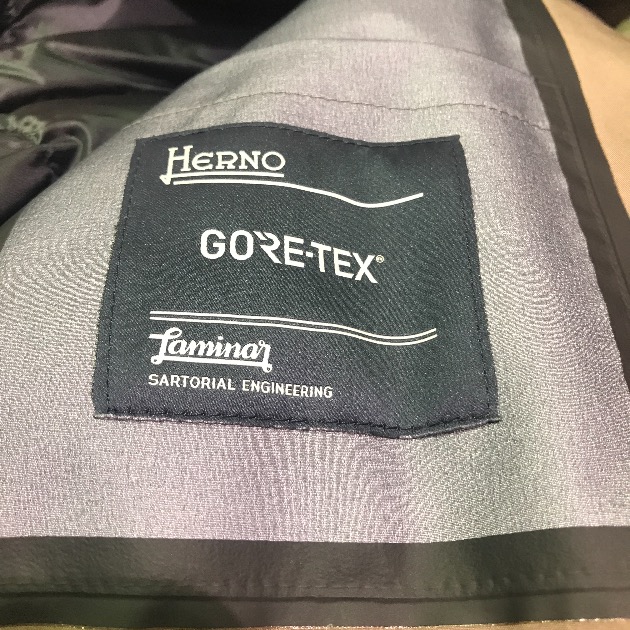 HERNO
GORE-TEX®
Laminar
SARTORIAL ENGINEERING